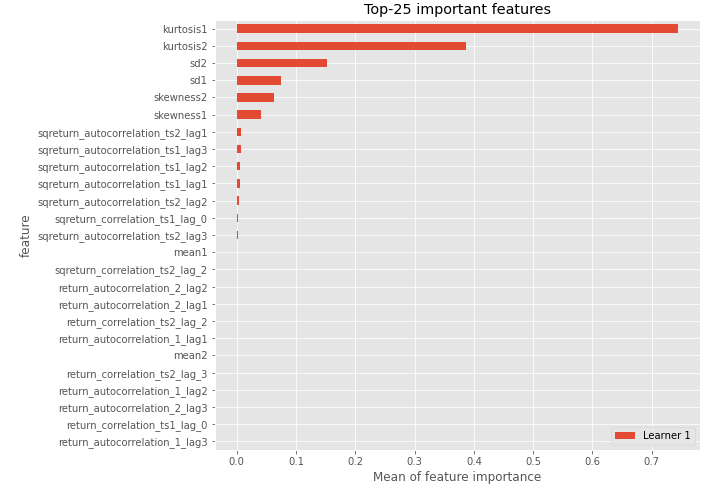 Top-25 important features
kurtosis1
kurtosis2
sd2
sd1
skewness2
skewness1
sqreturn_autocorrelation_ts2_lag1
sqreturn_autocorrelation_ts1_lag3
sqreturn_autocorrelation_ts1_lag2
sqreturn_autocorrelation_ts1_lag1
sqreturn_autocorrelation_ts2_lag2
sqreturn_correlation_ts1_lag_0
sqreturn_autocorrelation_ts2_lag3
mean1
sqreturn_correlation_ts2_lag_2
return_autocorrelation_2_lag2
return_autocorrelation_2_lag1
return_correlation_ts2_lag_2
return_autocorrelation_1_lag1
mean2
return_correlation_ts2_lag_3
return_autocorrelation_1_lag2
return_autocorrelation_2_lag3
return_correlation_ts1_lag_0
return_autocorrelation_1_lag3
feature
Learner 1
0.0 0.1 0.2 0.3 0.4 0.5 0.6 0.7
Mean of feature importance